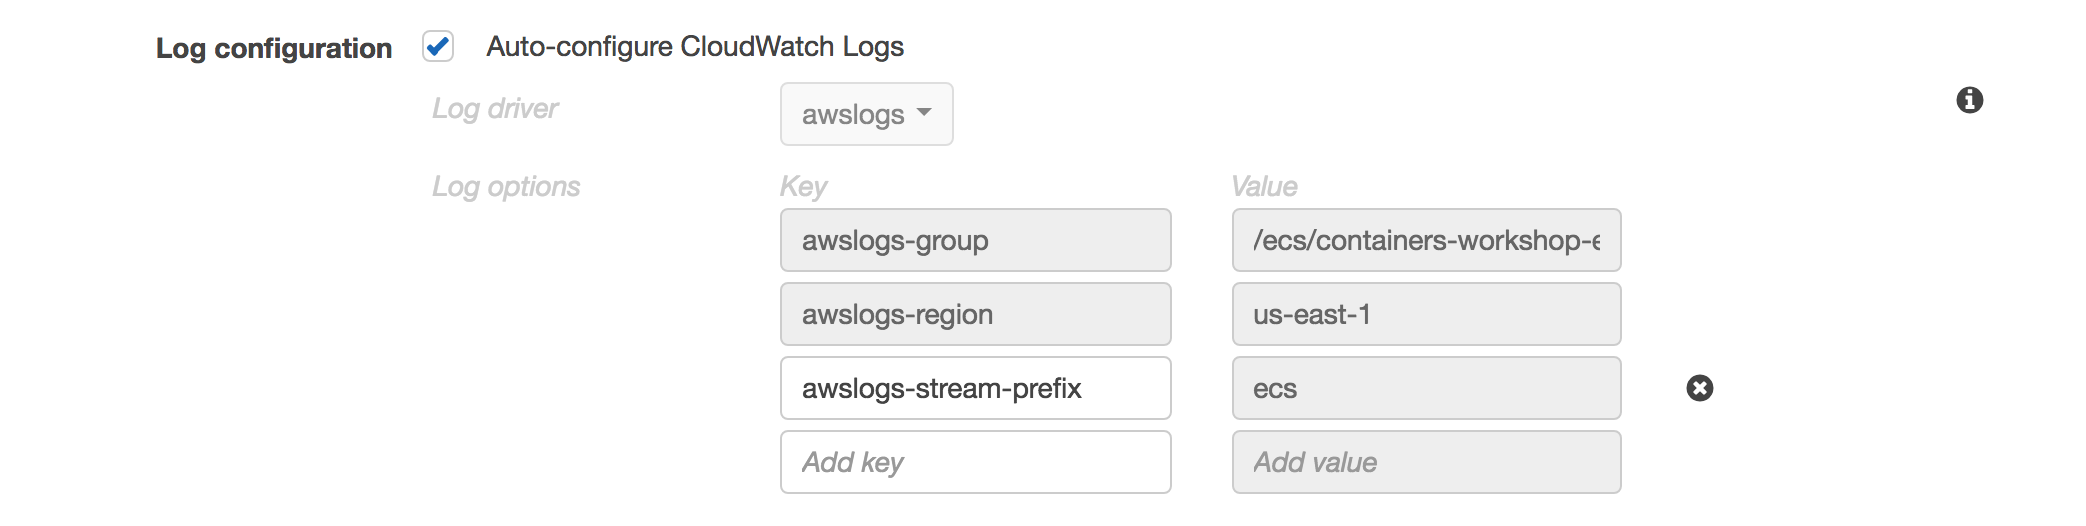 Log configuration Auto-configure CloudWatch Logs
Log driver awslogs
Log options Key Value
awslogs-group /ecs/containers-workshop-e
awslogs-region us-east-1
awslogs-stream-prefix ecs
Add key Add value